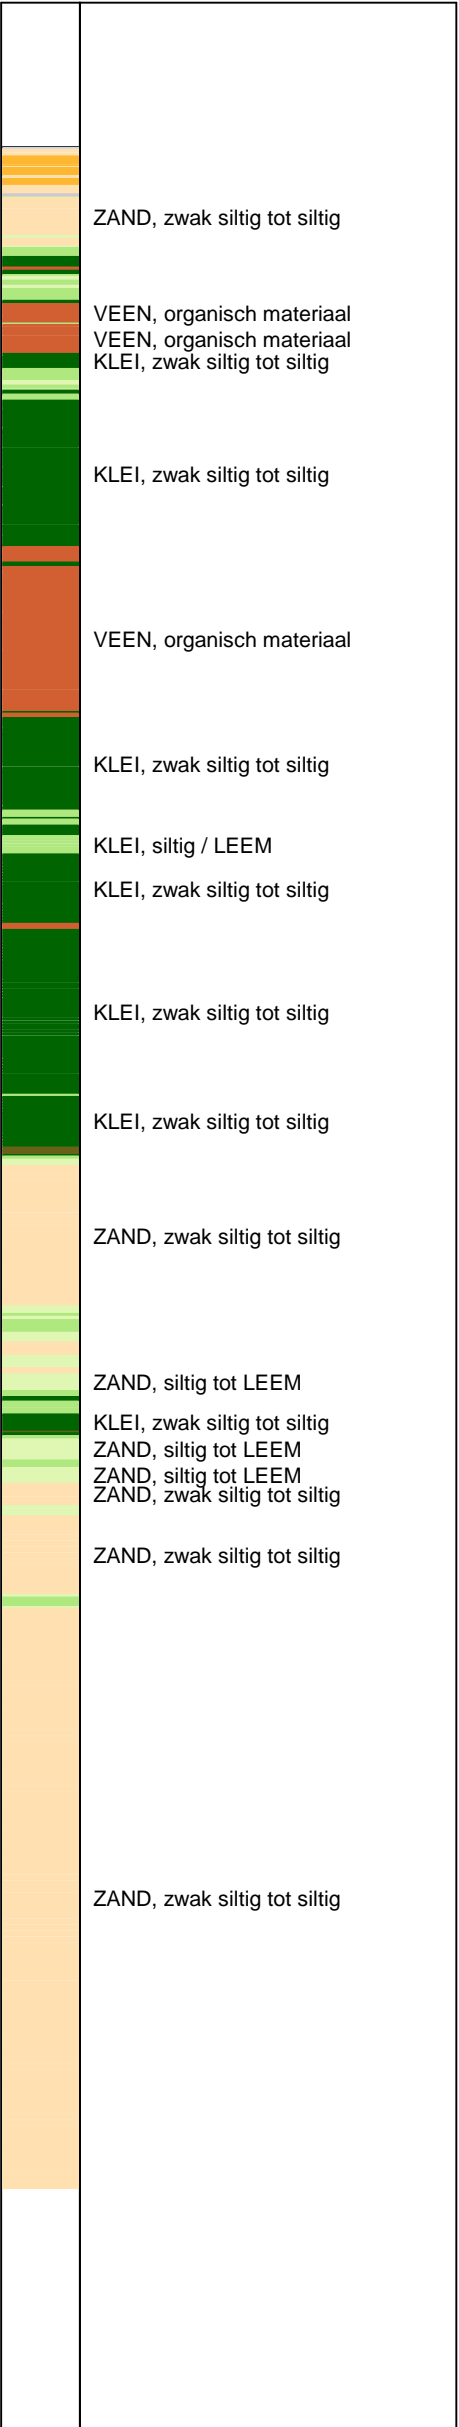 ZAND, zwak siltig tot siltig
VEEN, organisch materiaal
VEEN, organisch materiaal
KLEI, zwak siltig tot siltig
KLEI, zwak siltig tot siltig
VEEN, organisch materiaal
KLEI, zwak siltig tot siltig
KLEI, siltig / LEEM
KLEI, zwak siltig tot siltig
KLEI, zwak siltig tot siltig
KLEI, zwak siltig tot siltig
ZAND, zwak siltig tot siltig
ZAND, siltig tot LEEM
KLEI, zwak siltig tot siltig
ZAND, siltig tot LEEM
ZAND, siltig tot LEEM
ZAND, zwak siltig tot siltig
ZAND, zwak siltig tot siltig
ZAND, zwak siltig tot siltig